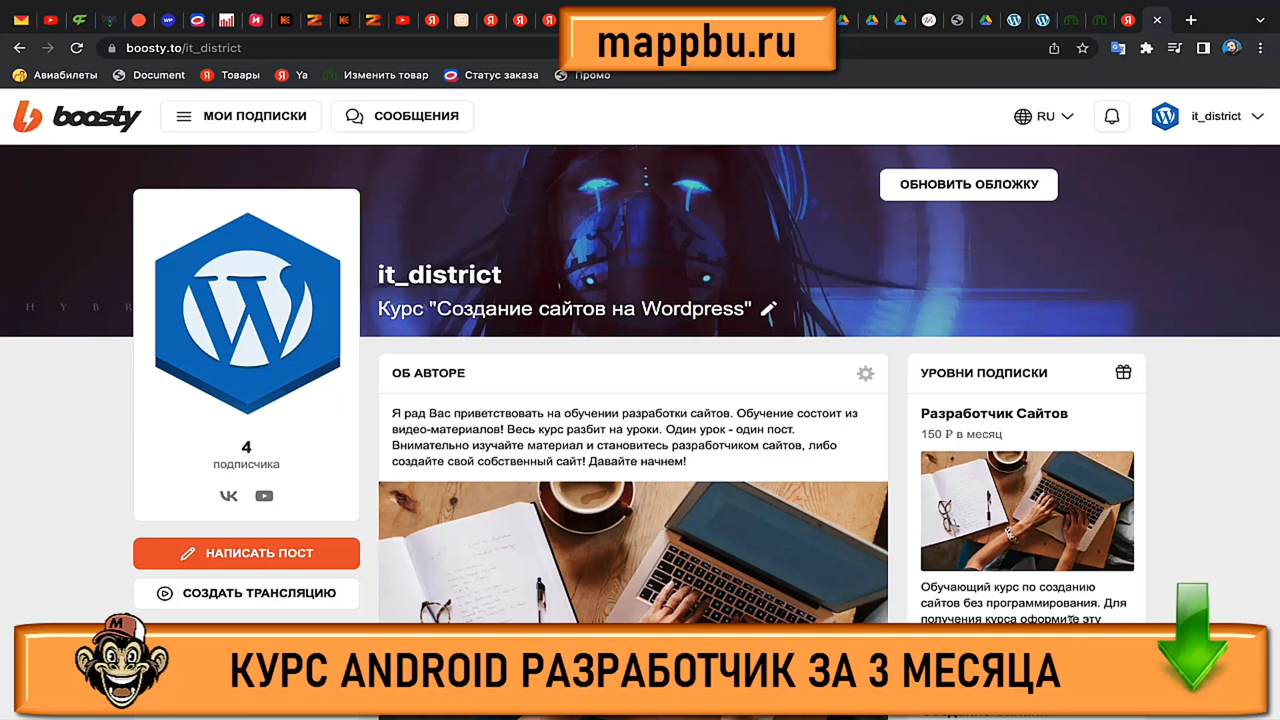 mappbu.ru
boosty.to/it_district
Авиабилеты
Document
Товары
Ya
Изменить товар
Статус заказа
Промо
boosty
МОИ ПОДПИСКИ
СООБЩЕНИЯ
RU
it_district
ОБНОВИТЬ ОБЛОЖКУ
H Y B R
it_district
Курс "Создание сайтов на Wordpress"
4
подписчика
НАПИСАТЬ ПОСТ
СОЗДАТЬ ТРАНСЛЯЦИЮ
ОБ АВТОРЕ
Я рад Вас приветствовать на обучении разработки сайтов. Обучение состоит из
видео-материалов! Весь курс разбит на уроки. Один урок - один пост.
Внимательно изучайте материал и становитесь разработчиком сайтов, либо
создайте свой собственный сайт! Давайте начнем!
УРОВНИ ПОДПИСКИ
Разработчик Сайтов
150 ₽ в месяц
Обучающий курс по созданию
сайтов без программирования. Для
получения курса оформите эту
M
КУРС ANDROID РАЗРАБОТЧИК ЗА 3 МЕСЯЦА